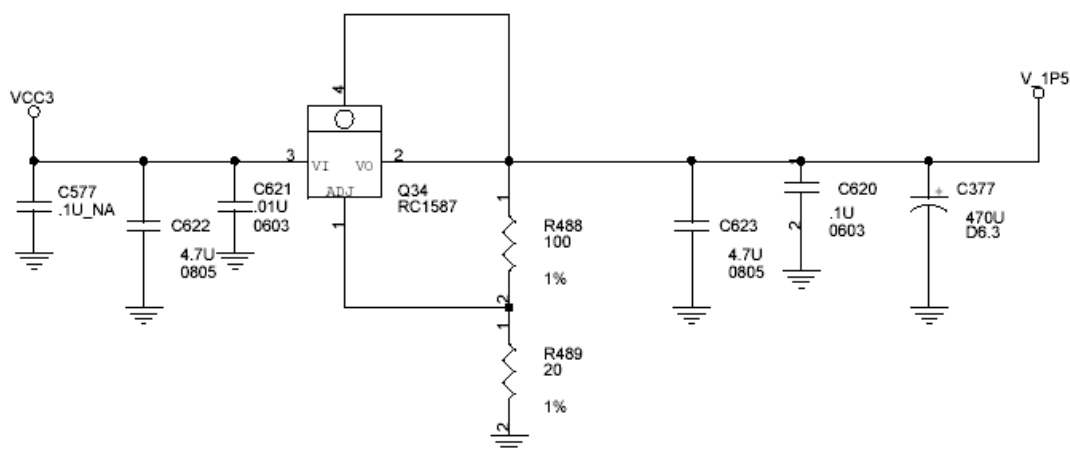 V_1P5
VCC3
4
3
VI VO
2
ADJ
1
Q34
RC1587
C577
.1U_NA
C622
4.7U
0805
C621
.01U
0603
1
R488
100
1%
2
1
R489
20
1%
2
C623
4.7U
0805
1
C620
.1U
0603
2
+
C377
470U
D6.3